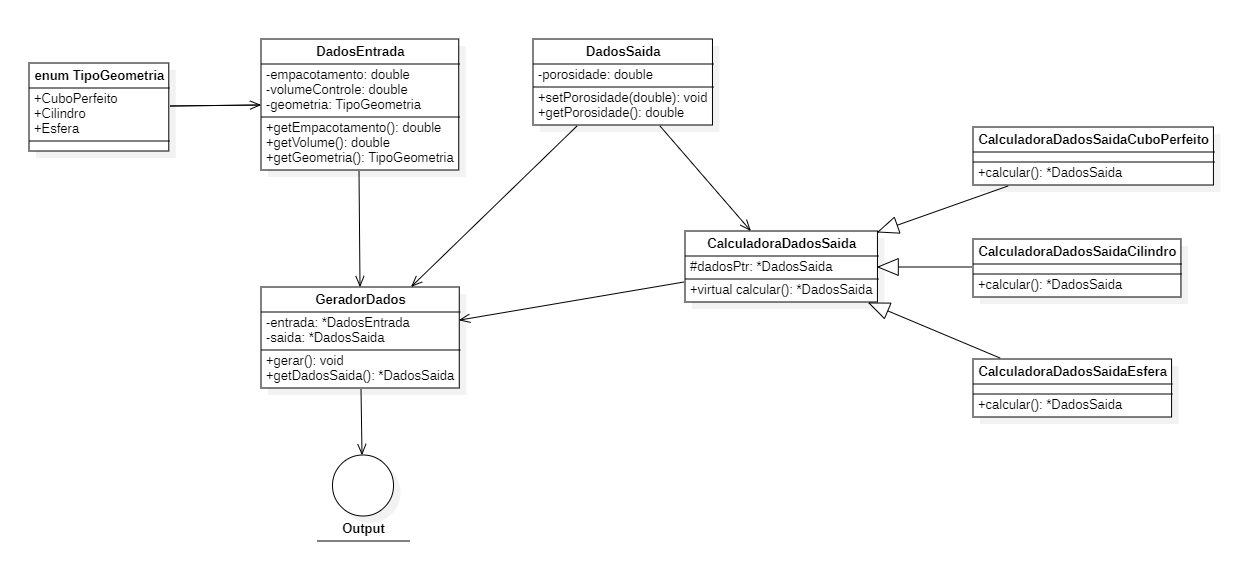 enum TipoGeometria
+CuboPerfeito
+Cilindro
+Esfera
DadosEntrada
-empacotamento: double
-volumeControle: double
-geometria: TipoGeometria
+getEmpacotamento(): double
+getVolume(): double
+getGeometria(): TipoGeometria
DadosSaida
-porosidade: double
+setPorosidade(double): void
+getPorosidade(): double
CalculadoraDadosSaidaCuboPerfeito
+calcular(): *DadosSaida
CalculadoraDadosSaida
#dadosPtr: *DadosSaida
+virtual calcular(): *DadosSaida
CalculadoraDadosSaidaCilindro
+calcular(): *DadosSaida
GeradorDados
-entrada: *DadosEntrada
-saida: *DadosSaida
+gerar(): void
+getDadosSaida(): *DadosSaida
CalculadoraDadosSaidaEsfera
+calcular(): *DadosSaida
Output